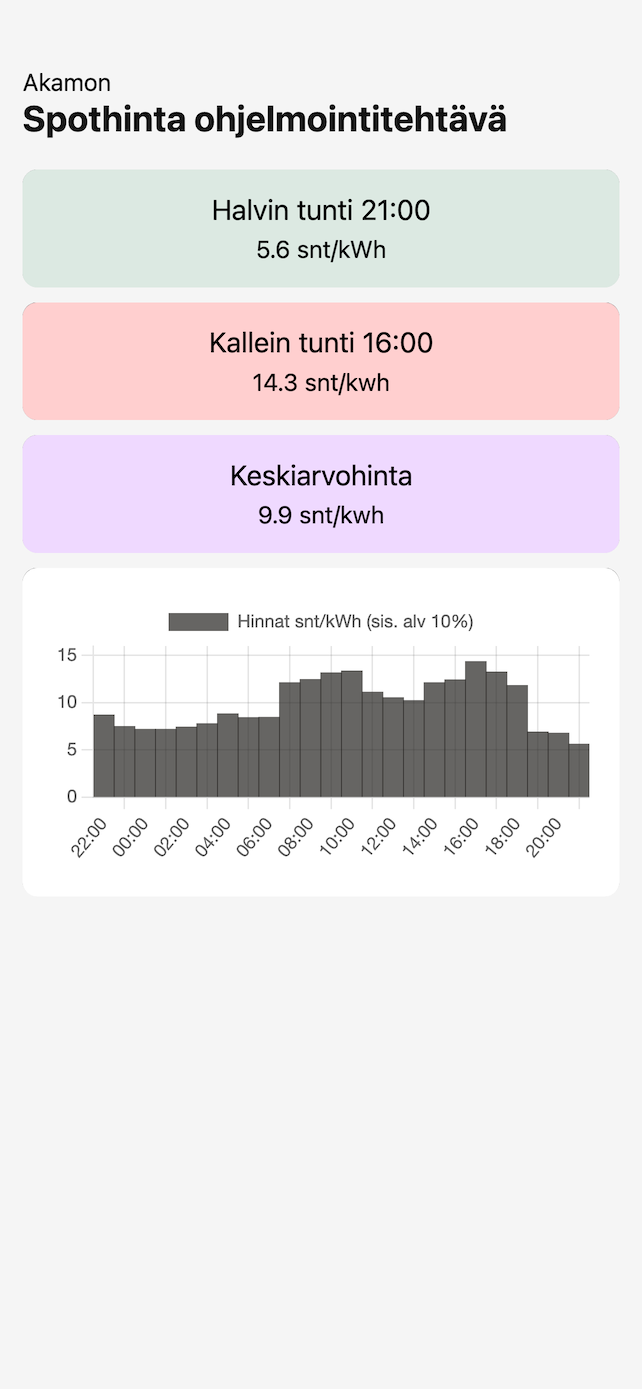 Akamon
Spothinta ohjelmointitehtävä
Halvin tunti 21:00
5.6 snt/kWh
Kallein tunti 16:00
14.3 snt/kwh
Keskiarvohinta
9.9 snt/kwh
Hinnat snt/kWh (sis. alv 10%)
15
10
5
0
22:00
00:00
02:00
04:00
06:00
08:00
10:00
12:00
14:00
16:00
18:00
20:00